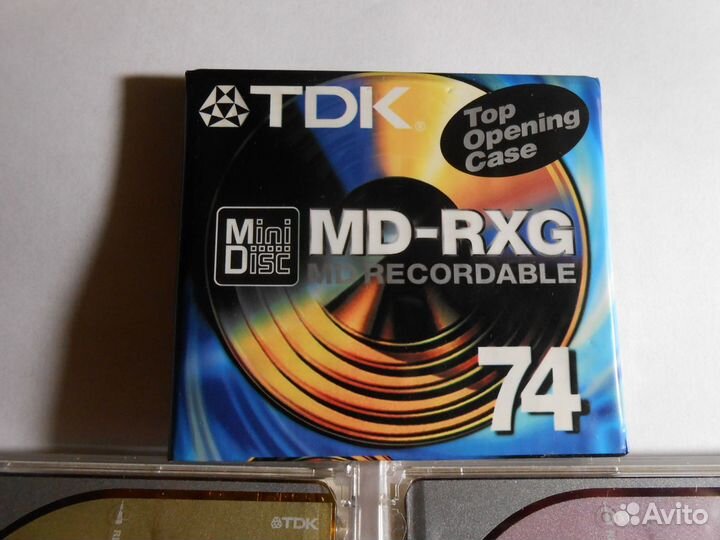 TDK®
Top
Opening
Case
Mini
Disc
MD-RXG
MD RECORDABLE
74
TDK
Avito